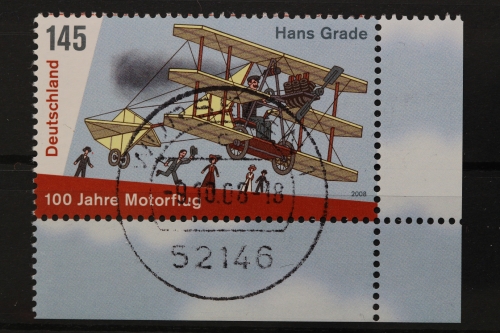 145
Hans Grade
Deutschland
2008
100 Jahre Motorflug
52146